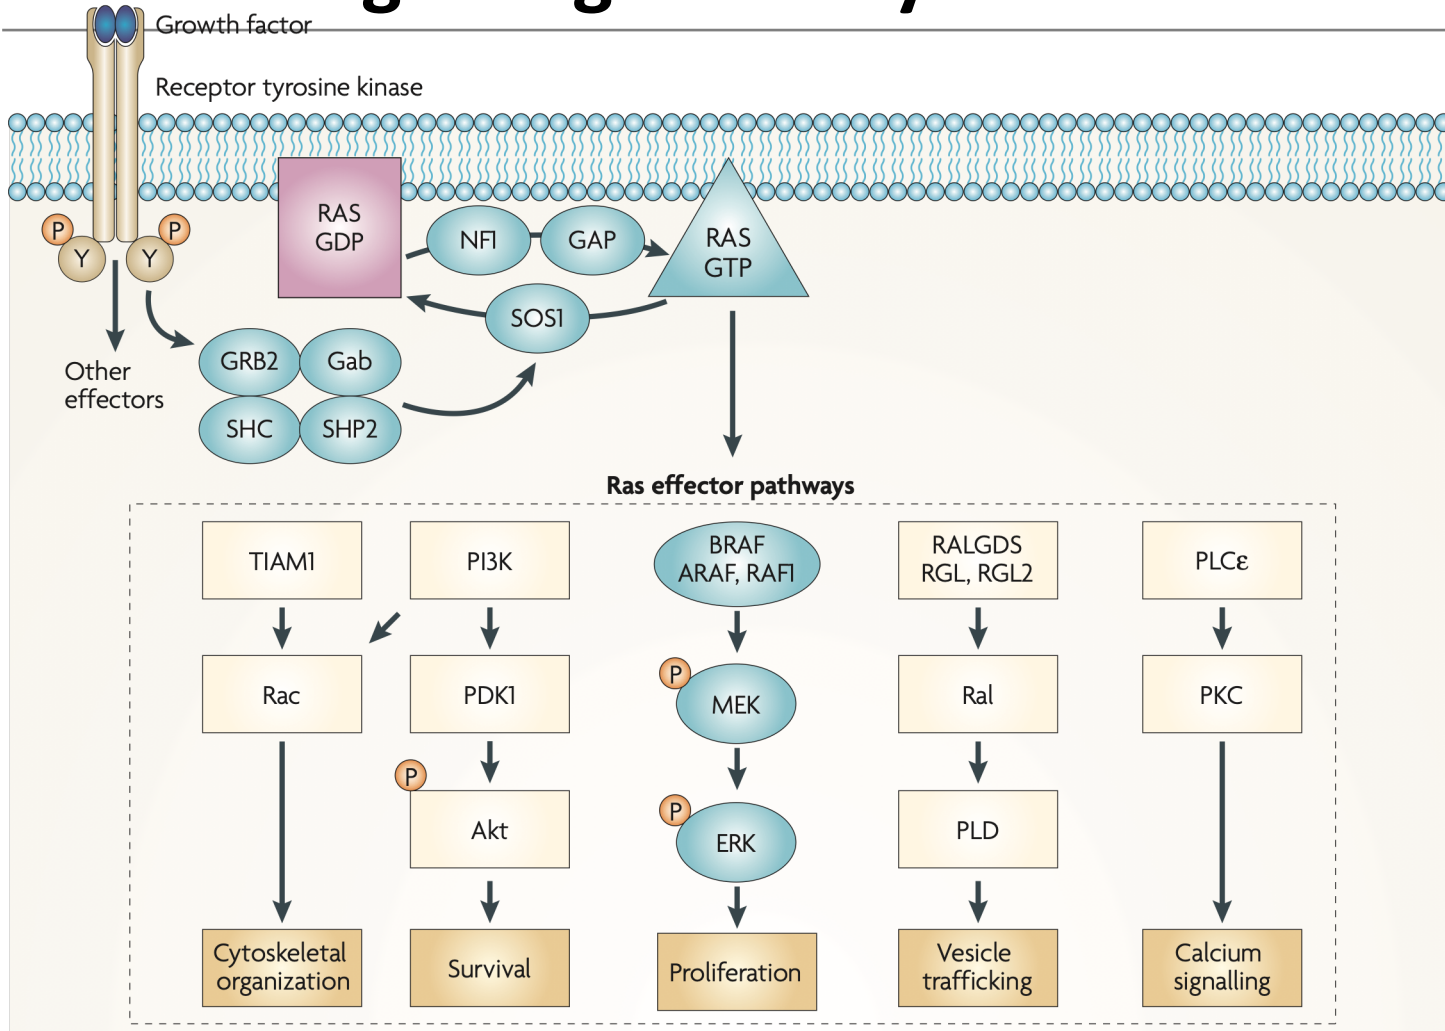 Growth factor
Receptor tyrosine kinase
RAS
GDP
NF1
GAP
RAS
GTP
P
P
Y
Y
SOS1
Other
effectors
GRB2
Gab
SHC
SHP2
Ras effector pathways
TIAM1
PI3K
BRAF
ARAF, RAF1
RALGDS
RGL, RGL2
PLCε
Rac
PDK1
P
MEK
Ral
PKC
P
Akt
P
ERK
PLD
Cytoskeletal
organization
Survival
Proliferation
Vesicle
trafficking
Calcium
signalling